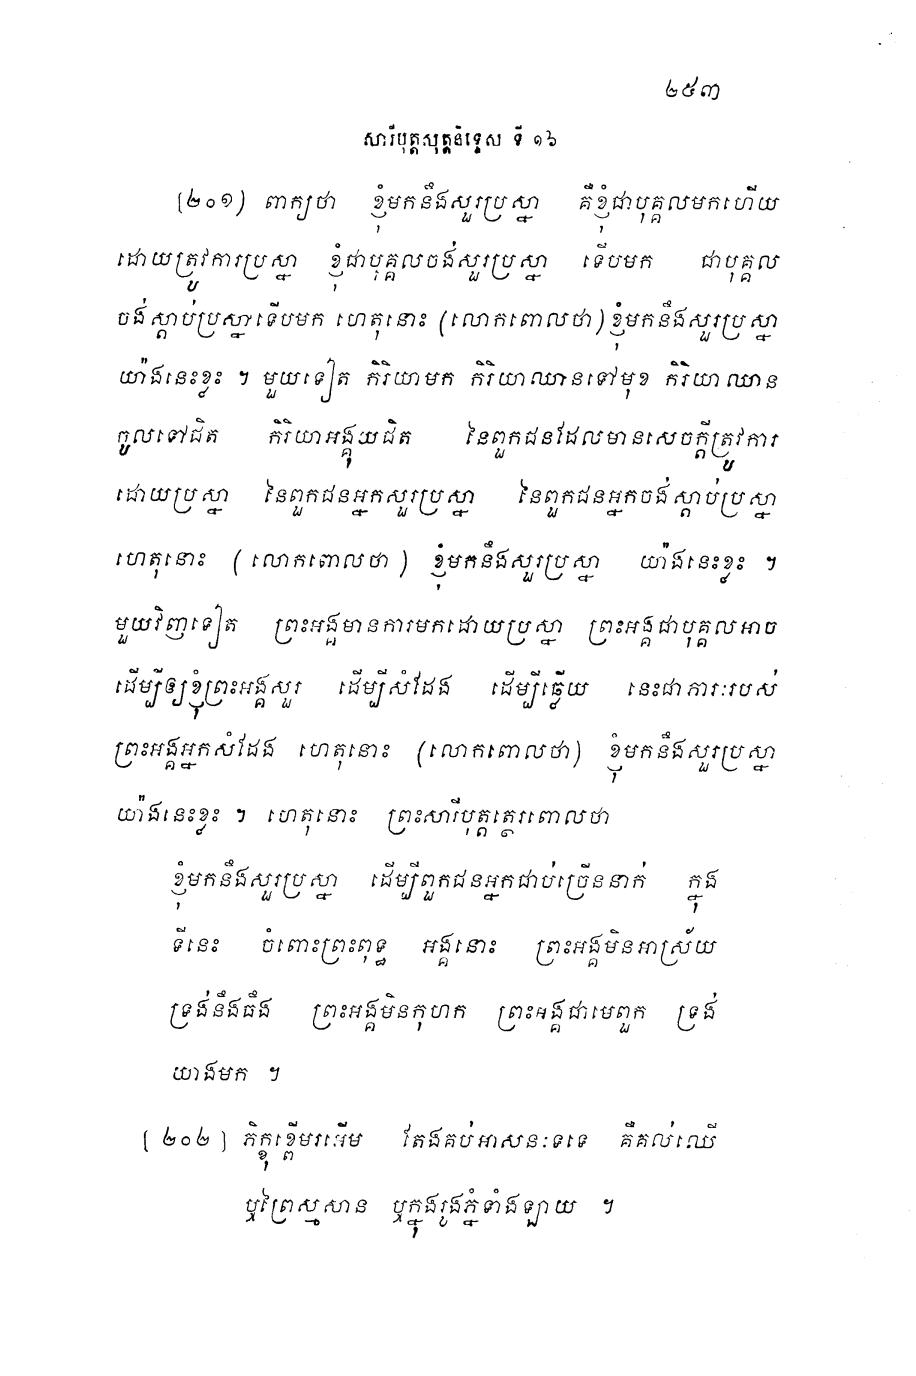 ២៥៣
សារីបុត្តសុត្តនិទ្ទេស ទី ១៦
(២០១) ពាក្យថា ខ្ញុំមកនឹងសួរប្រស្នា គឺខ្ញុំជាបុគ្គលមកហើយ
ដោយត្រូវការប្រស្នា ខ្ញុំជាបុគ្គលចង់សួរប្រស្នា ទើបមក ជាបុគ្គល
ចង់ស្តាប់ប្រស្នាទើបមក ហេតុនោះ (លោកពោលថា) ខ្ញុំមកនឹងសួរប្រស្នា
យ៉ាងនេះខ្លះ ។ មួយទៀត កិរិយាមក កិរិយាឈានទៅមុខ កិរិយាឈាន
ចូលទៅជិត កិរិយាអង្គុយជិត នៃពួកជនដែលមានសេចក្តីត្រូវការ
ដោយប្រស្នា នៃពួកជនអ្នកសួរប្រស្នា នៃពួកជនអ្នកចង់ស្តាប់ប្រស្នា
ហេតុនោះ ( លោកពោលថា ) ខ្ញុំមកនឹងសួរប្រស្នា យ៉ាងនេះខ្លះ ។
មួយវិញទៀត ព្រះអង្គមានការមកដោយប្រស្នា ព្រះអង្គជាបុគ្គលអាច
ដើម្បីឲ្យខ្ញុំព្រះអង្គសួរ ដើម្បីសំដែង ដើម្បីឆ្លើយ នេះជាភារៈរបស់
ព្រះអង្គអ្នកសំដែង ហេតុនោះ (លោកពោលថា) ខ្ញុំមកនឹងសួរប្រស្នា
យ៉ាងនេះខ្លះ ។ ហេតុនោះ ព្រះសារីបុត្តត្ថេរពោលថា
ខ្ញុំមកនឹងសួរប្រស្នា ដើម្បីពួកជនអ្នកជាប់ច្រើននាក់ ក្នុង
ទីនេះ ចំពោះព្រះពុទ្ធ អង្គនោះ ព្រះអង្គមិនអាស្រ័យ
ទ្រង់នឹងធឹង ព្រះអង្គមិនកុហក ព្រះអង្គជាមេពួក ទ្រង់
យាងមក ។
(២០២) ភិក្ខុខ្ពើមរអើម តែងគប់អាសនៈទទេ គឺគល់ឈើ
ឬព្រៃស្មសាន ឬក្នុងរូងភ្នំទាំងឡាយ ។